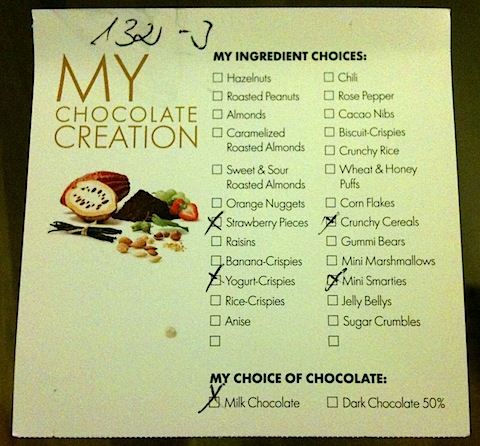 132 -3
MY
CHOCOLATE
CREATION
MY INGREDIENT CHOICES:
Hazelnuts
Roasted Peanuts
Almonds
Caramelized
Roasted Almonds
Sweet & Sour
Roasted Almonds
Orange Nuggets
Strawberry Pieces
Raisins
Banana-Crispies
Yogurt-Crispies
Rice-Crispies
Anise
Chili
Rose Pepper
Cacao Nibs
Biscuit-Crispies
Crunchy Rice
Wheat & Honey
Puffs
Corn Flakes
Crunchy Cereals
Gummi Bears
Mini Marshmallows
Mini Smarties
Jelly Bellys
Sugar Crumbles
MY CHOICE OF CHOCOLATE:
Milk Chocolate
Dark Chocolate 50%